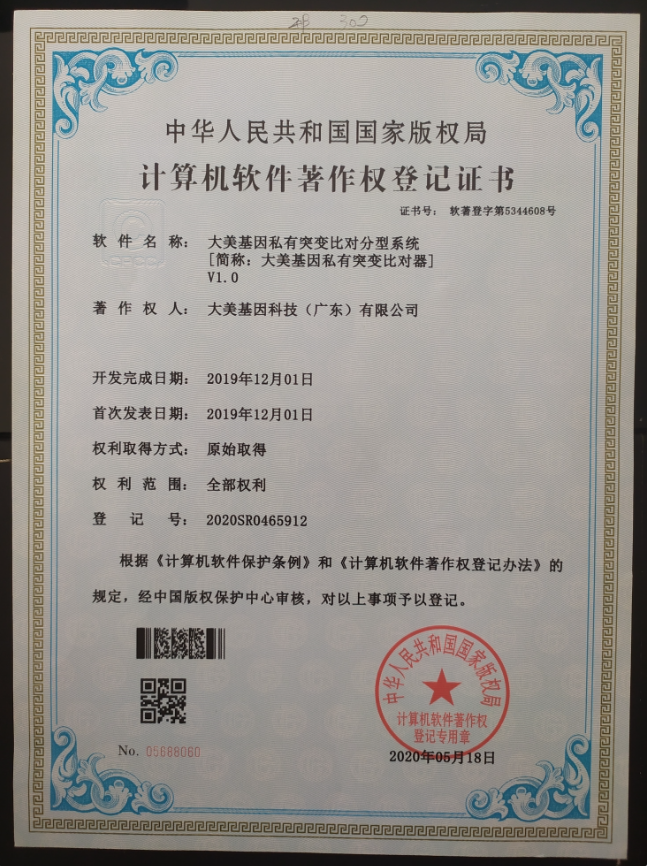 300
中华人民共和国国家版权局
计算机软件著作权登记证书
证书号： 软著登字第5344608号
软件名称： 大美基因私有突变比对分型系统
[简称：大美基因私有突变比对器]
V1.0
著作权人： 大美基因科技（广东）有限公司
开发完成日期： 2019年12月01日
首次发表日期： 2019年12月01日
权利取得方式： 原始取得
权利范围： 全部权利
登记号： 2020SR0465912
根据《计算机软件保护条例》和《计算机软件著作权登记办法》的
规定，经中国版权保护中心审核，对以上事项予以登记。
中华人民共和国国家版权局
计算机软件著作权
登记专用章
No. 05668060
2020年05月18日